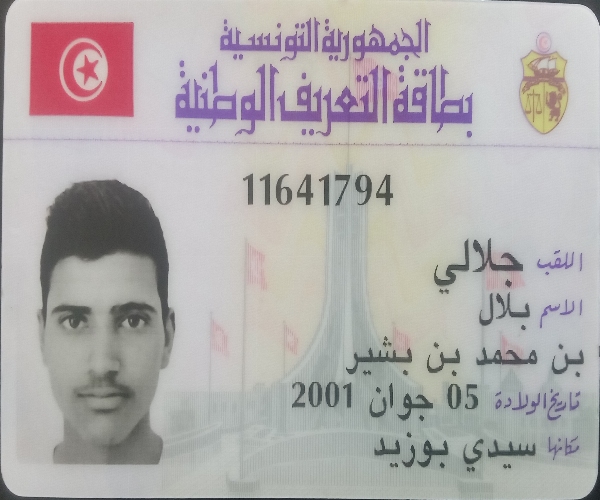 الجمهورية التونسية
بطاقة التعريف الوطنية
11641794
اللقب جلالي
الاسم بلال
بن محمد بن بشير
تاريخ الولادة 05 جوان 2001
مكانها سيدي بوزيد